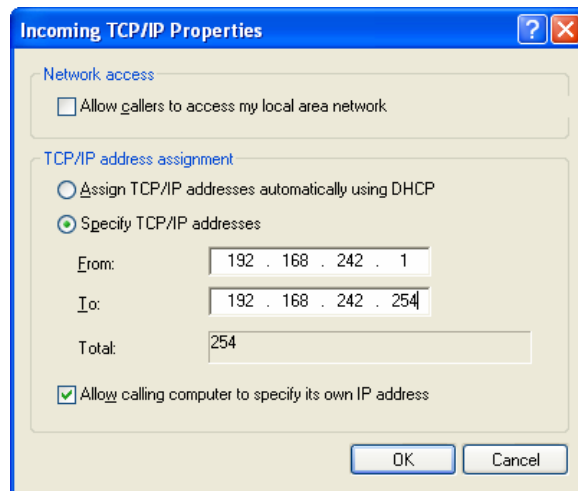 Incoming TCP/IP Properties
Network access
Allow callers to access my local area network
TCP/IP address assignment
Assign TCP/IP addresses automatically using DHCP
Specify TCP/IP addresses
From: 192 . 168 . 242 . 1
To: 192 . 168 . 242 . 254
Total: 254
Allow calling computer to specify its own IP address
OK Cancel